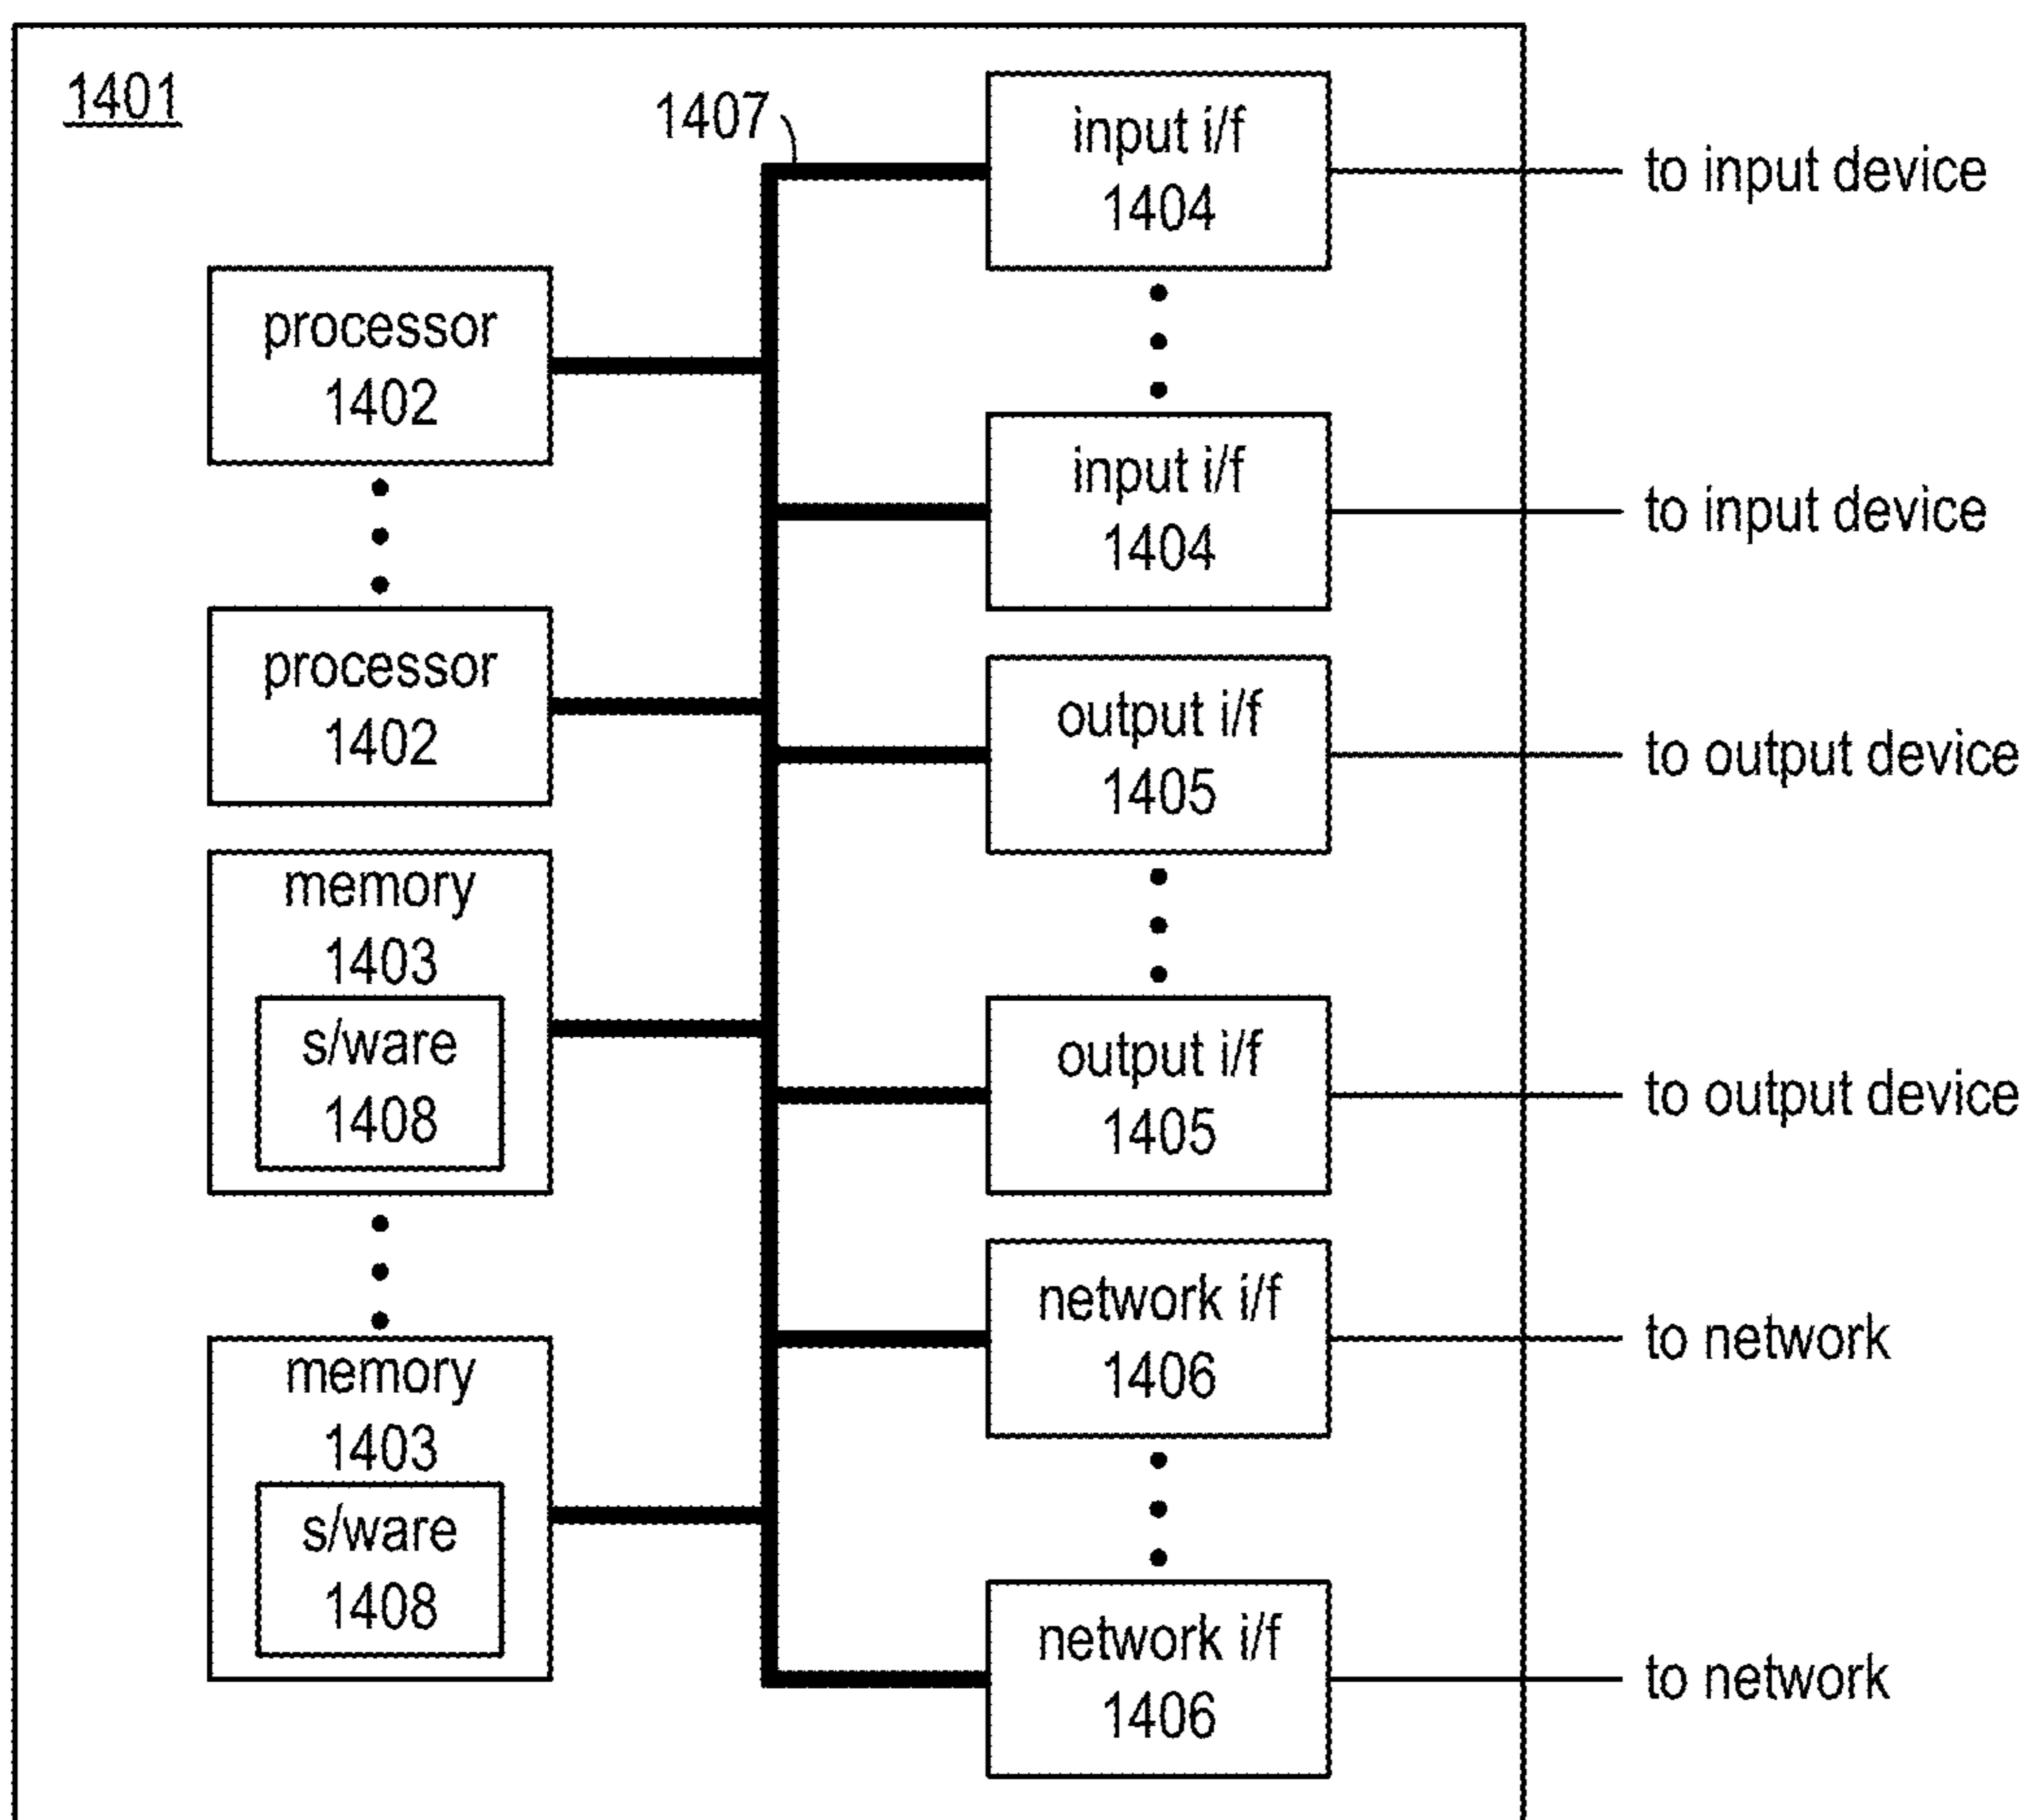 1401
1407
input i/f
1404
to input device
processor
1402
input i/f
1404
to input device
processor
1402
output i/f
1405
to output device
memory
1403
s/ware
1408
output i/f
1405
to output device
network i/f
1406
to network
memory
1403
s/ware
1408
network i/f
1406
to network